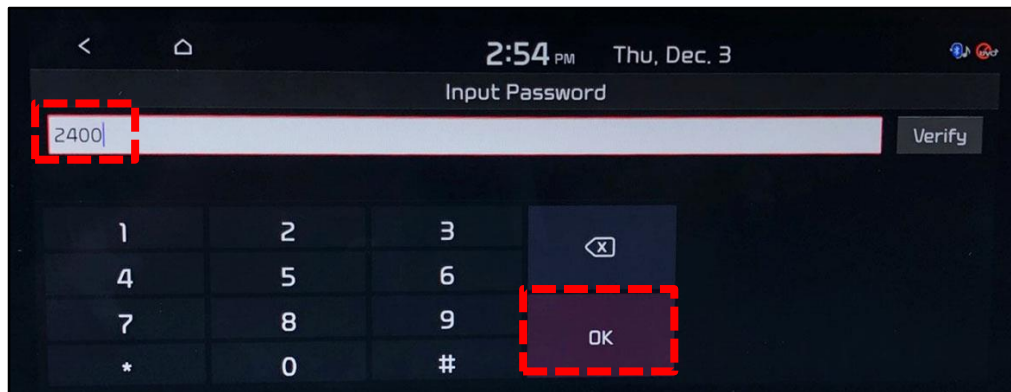 2:54 PM Thu, Dec. 3
Input Password
2400 Verify
1 2 3
4 5 6
7 8 9 OK
* 0 #